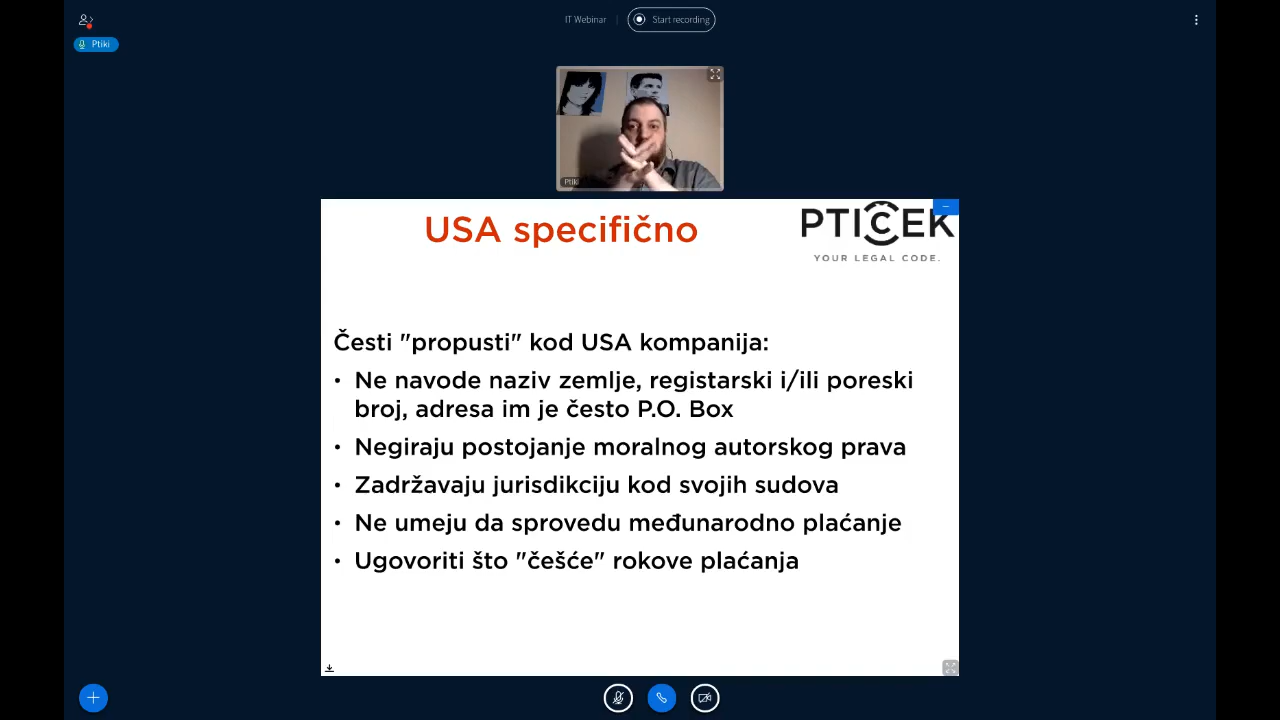 IT Webinar
Start recording
Ptiki
Ptiki
USA specifično
PTIČEK
YOUR LEGAL CODE.
Česti "propusti" kod USA kompanija:
• Ne navode naziv zemlje, registarski i/ili poreski
broj, adresa im je često P.O. Box
• Negiraju postojanje moralnog autorskog prava
• Zadržavaju jurisdikciju kod svojih sudova
• Ne umeju da sprovedu međunarodno plaćanje
• Ugovoriti što "češće" rokove plaćanja